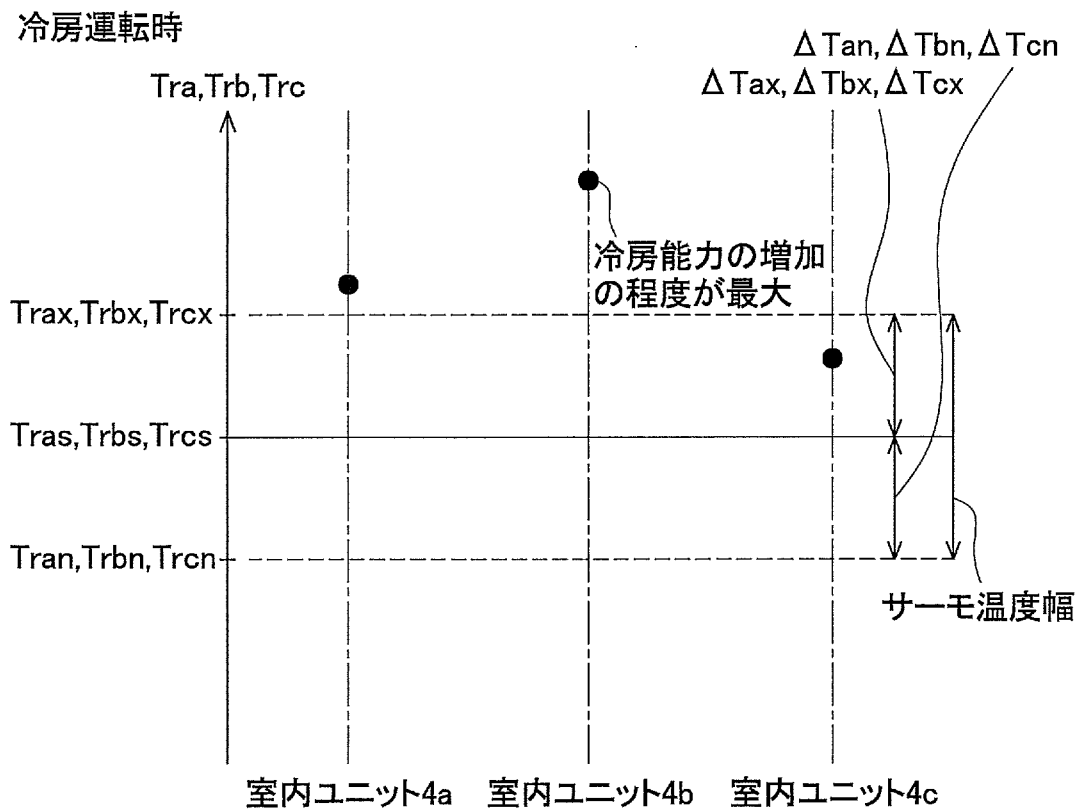 冷房運転時
ΔTan,ΔTbn,ΔTcn
ΔTax,ΔTbx,ΔTcx
Tra,Trb,Trc
冷房能力の増加
の程度が最大
Trax,Trbx,Trcx
Tras,Trbs,Trcs
Tran,Trbn,Trcn
サーモ温度幅
室内ユニット4a
室内ユニット4b
室内ユニット4c